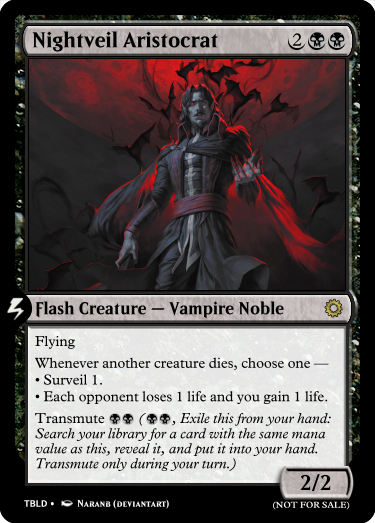 Nightveil Aristocrat 2
Flash Creature — Vampire Noble
Flying
Whenever another creature dies, choose one —
• Surveil 1.
• Each opponent loses 1 life and you gain 1 life.
Transmute ( , Exile this from your hand:
Search your library for a card with the same mana
value as this, reveal it, and put it into your hand.
Transmute only during your turn.)
2/2
TBLD • NARANB (DEVIANTART)
(NOT FOR SALE)